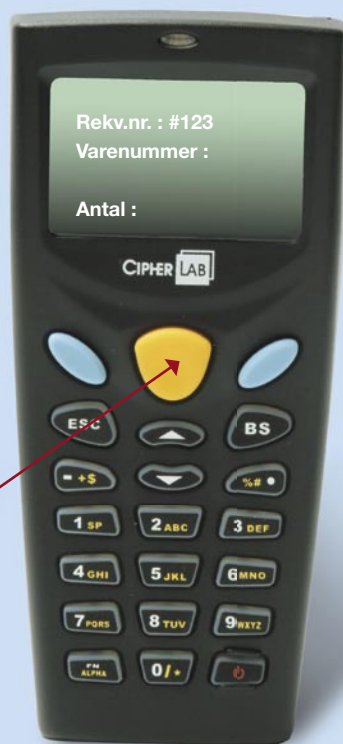 Rekv.nr. : #123
Varenummer :
Antal :
CIPHER LAB
ESC
BS
- +$
%# •
1 SP
2 ABC
3 DEF
4 GHI
5 JKL
6 MNO
7 PQRS
8 TUV
9 WXYZ
FN
ALPHA
0/*